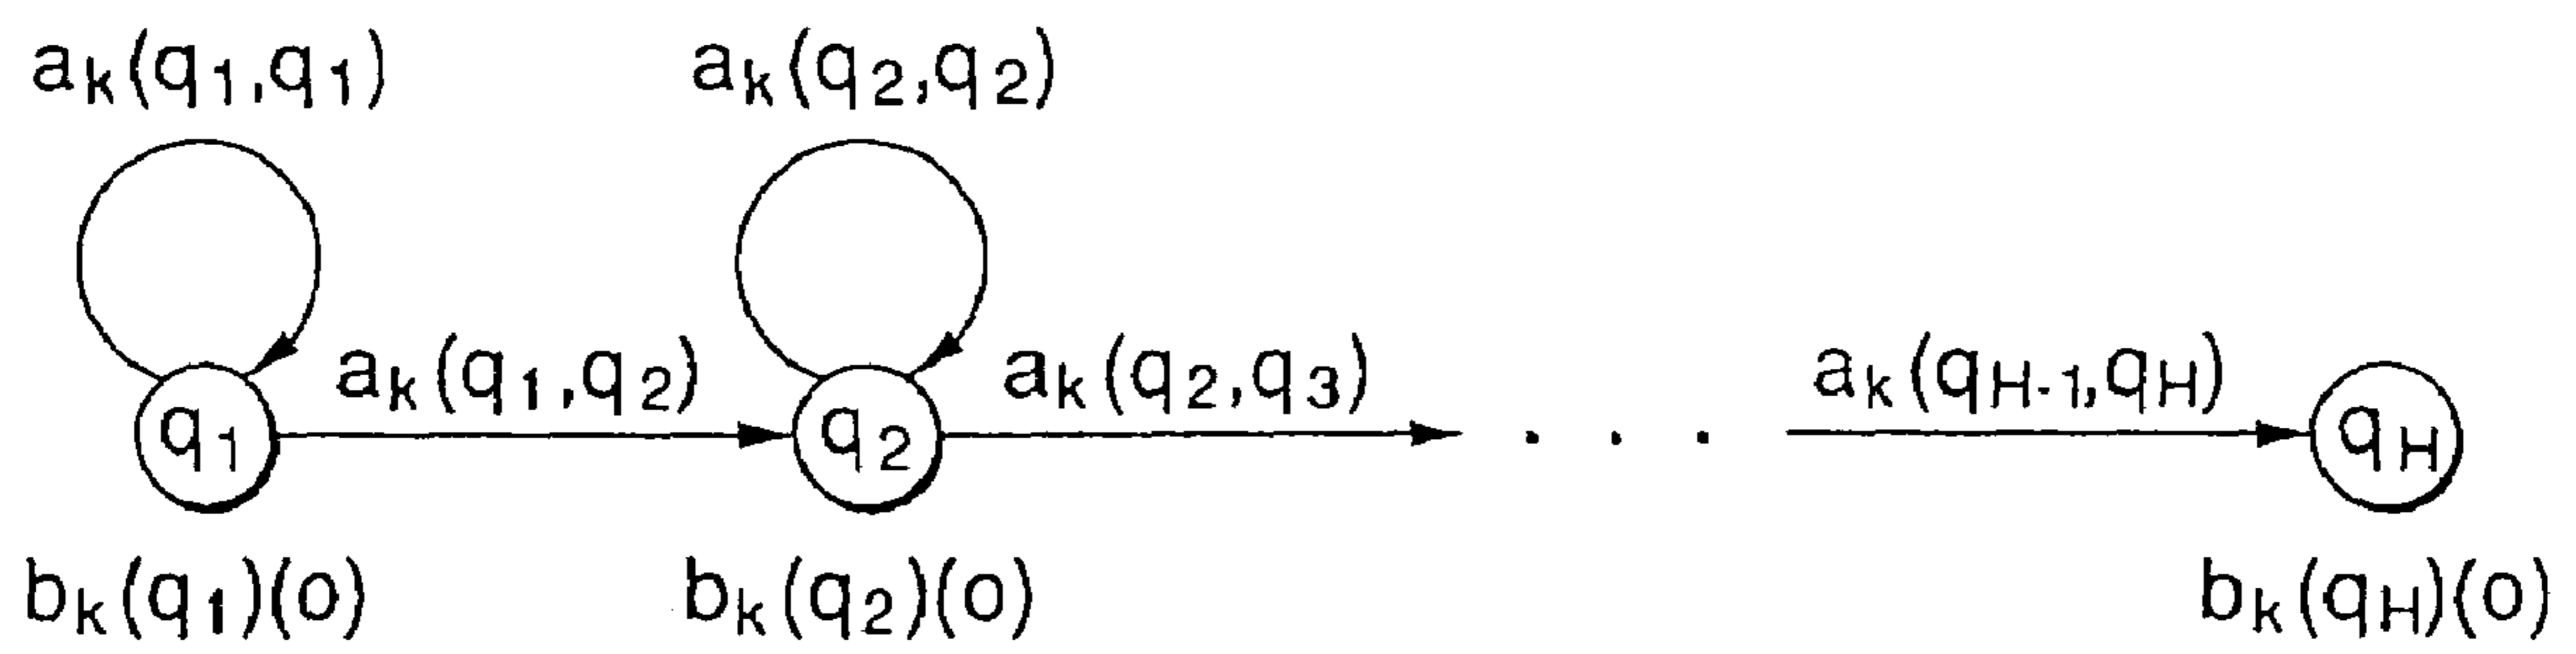 ak(q1,q1) ak(q2,q2)
ak(q1,q2) ak(q2,q3) ak(qH-1,qH)
q1 q2 . . . qH
bk(q1)(o) bk(q2)(o) bk(qH)(o)